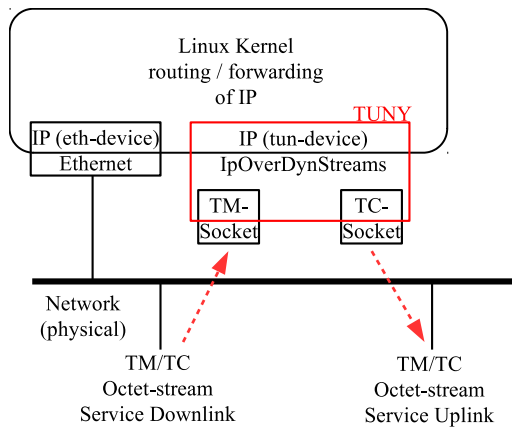 Linux Kernel
routing / forwarding
of IP
TUNY
IP (eth-device)
IP (tun-device)
Ethernet
IpOverDynStreams
TM-
Socket
TC-
Socket
Network
(physical)
TM/TC
Octet-stream
Service Downlink
TM/TC
Octet-stream
Service Uplink